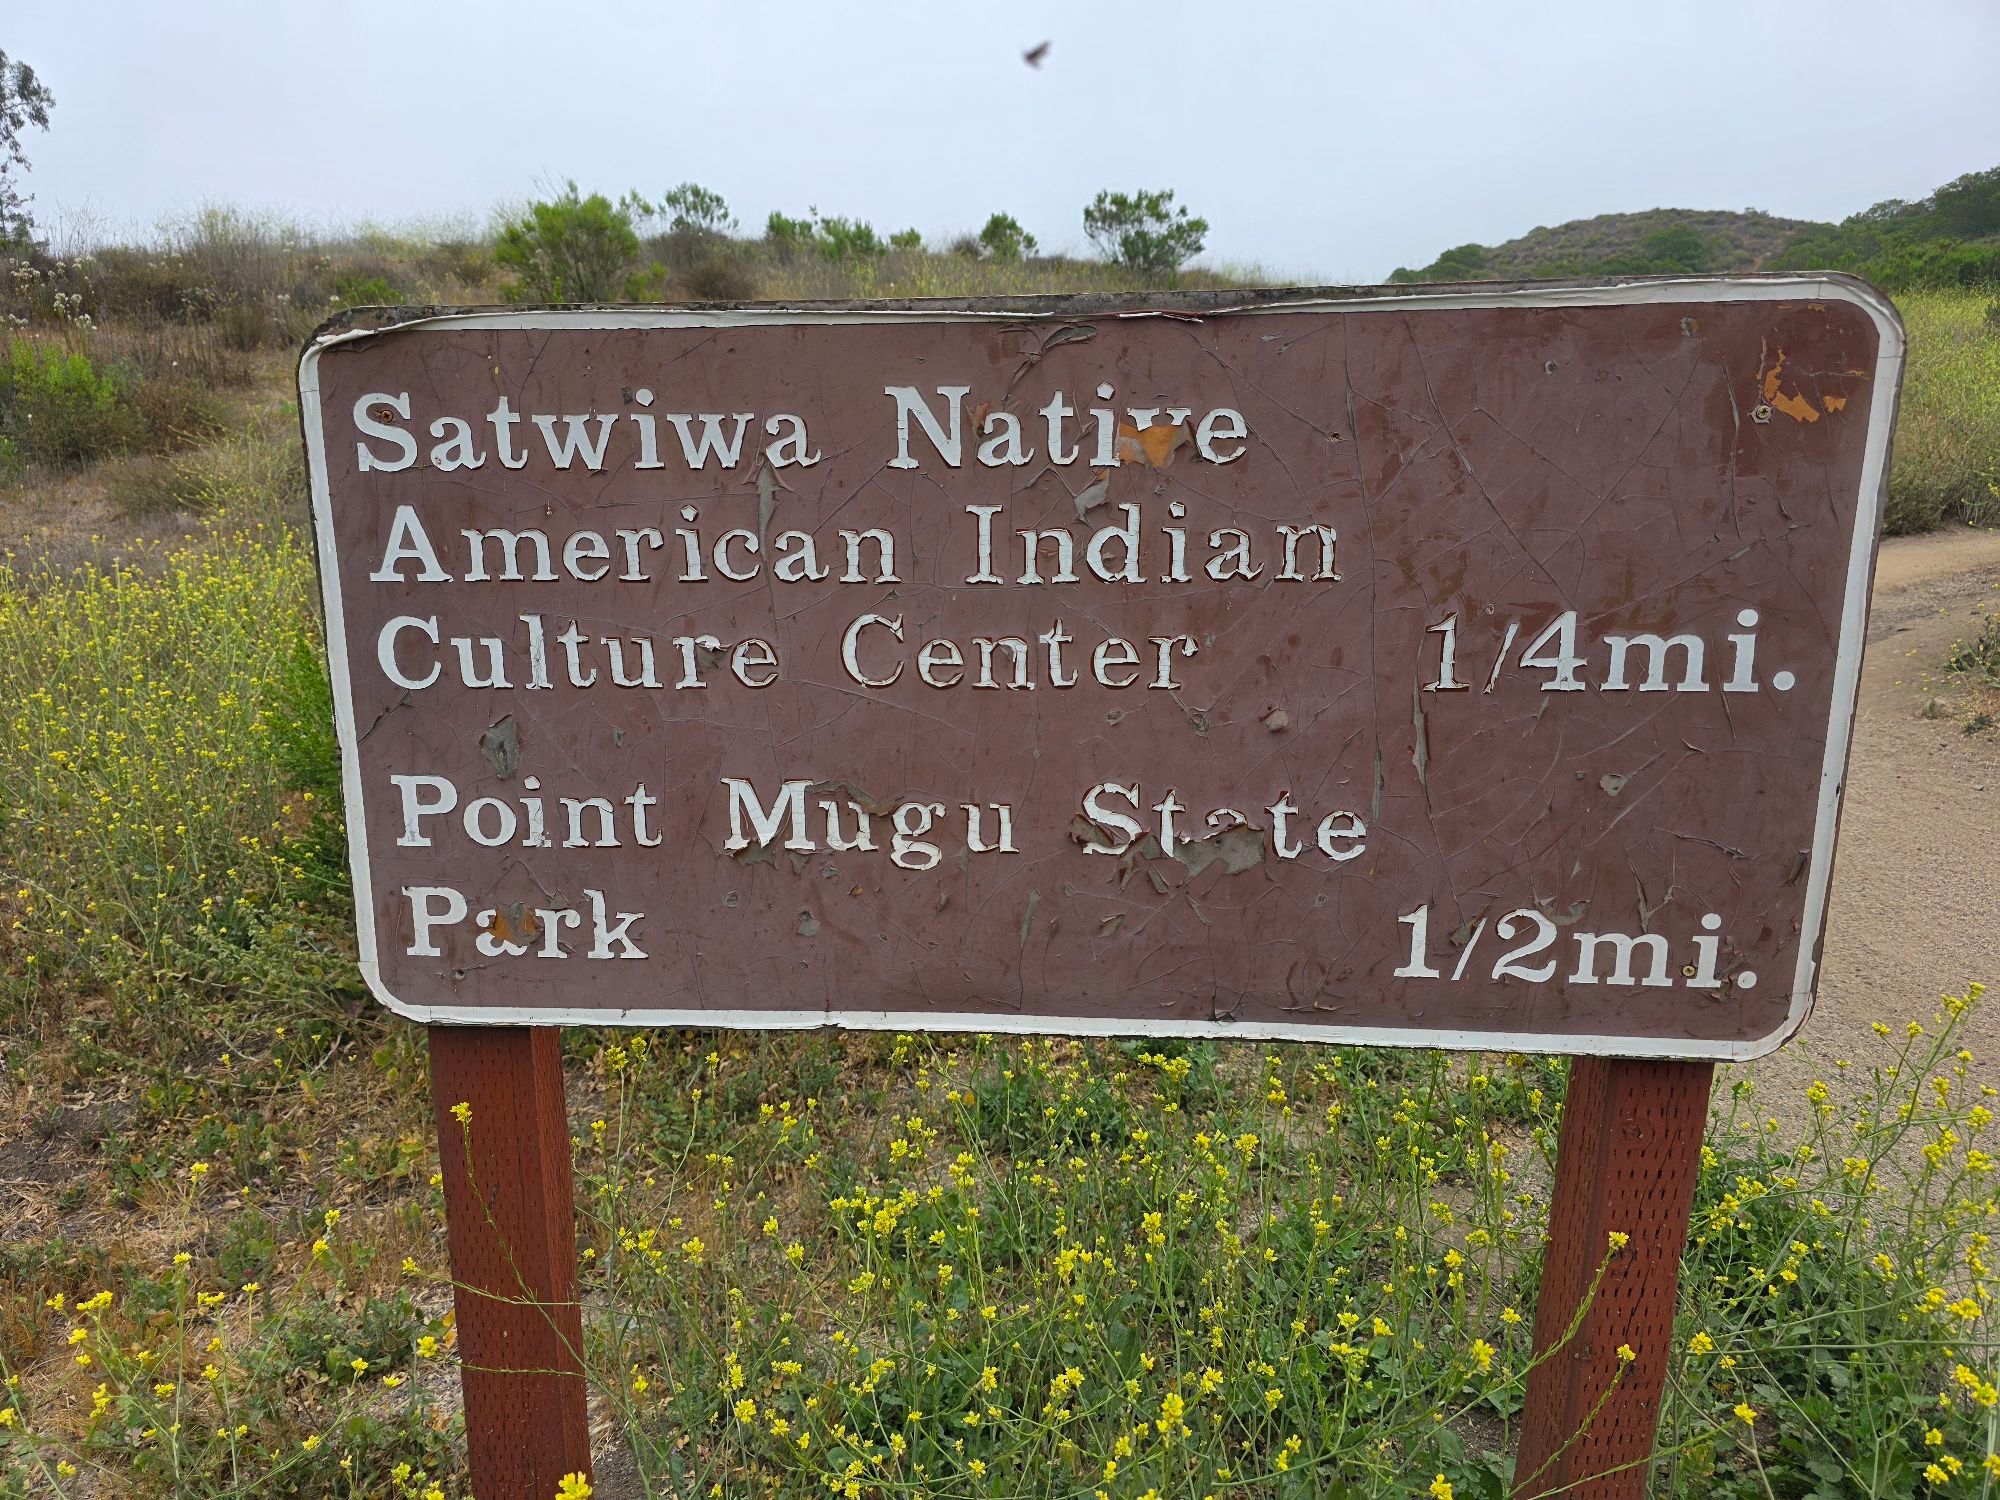 Satwiwa Native
American Indian
Culture Center 1/4mi.
Point Mugu State
Park 1/2mi.